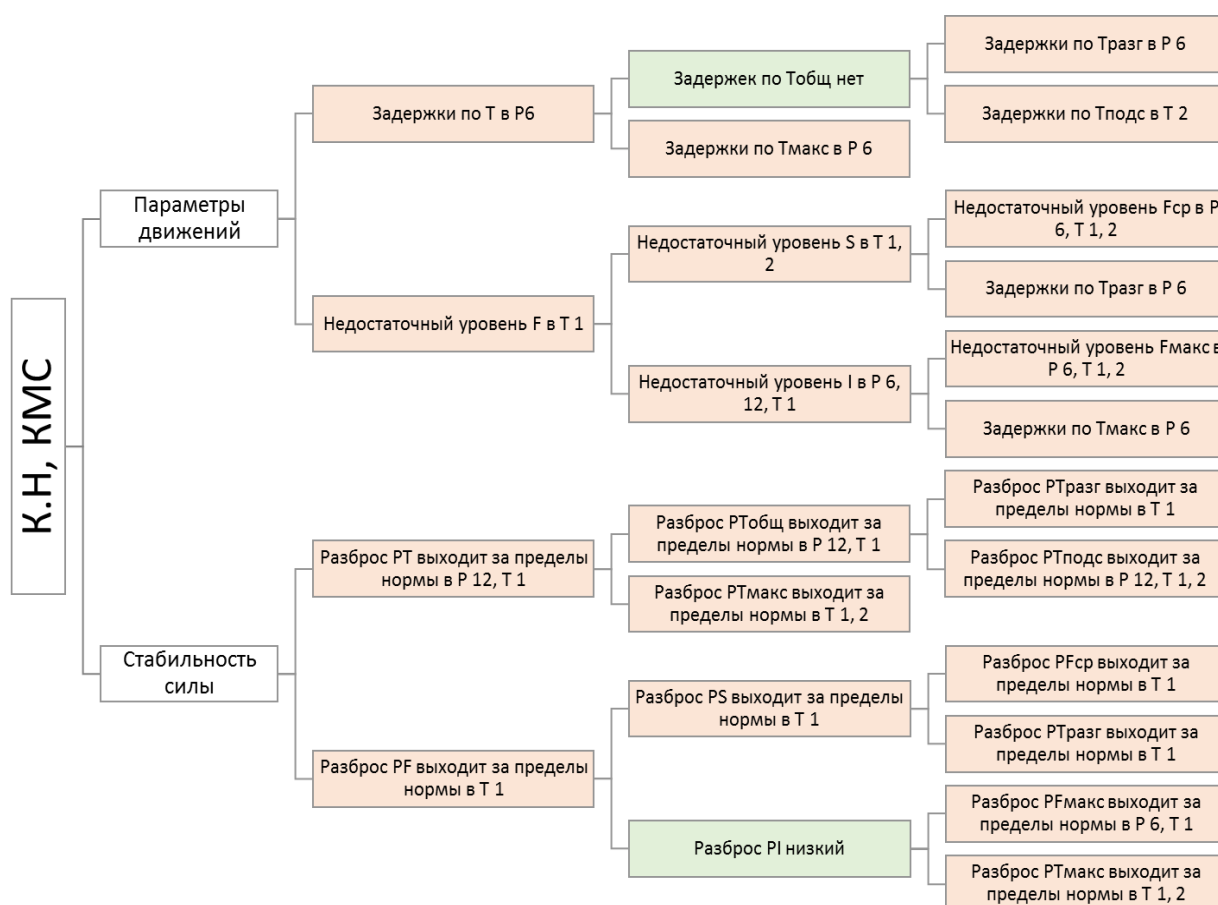 К.Н, КМС
Параметры
движений
Задержки по Т в Р6
Задержек по Тобщ нет
Задержки по Тразг в Р 6
Задержки по Тподс в Т 2
Задержки по Тмакс в Р 6
Недостаточный уровень F в Т 1
Недостаточный уровень S в Т 1,
2
Недостаточный уровень Fср в Р
6, Т 1, 2
Задержки по Тразг в Р 6
Недостаточный уровень I в Р 6,
12, Т 1
Недостаточный уровень Fмакс в
Р 6, Т 1, 2
Задержки по Тмакс в Р 6
Стабильность
силы
Разброс РТ выходит за пределы
нормы в Р 12, Т 1
Разброс РТобщ выходит за
пределы нормы в Р 12, Т 1
Разброс РТразг выходит за
пределы нормы в Т 1
Разброс РТподс выходит за
пределы нормы в Р 12, Т 1, 2
Разброс РТмакс выходит за
пределы нормы в Т 1, 2
Разброс PF выходит за пределы
нормы в Т 1
Разброс PS выходит за пределы
нормы в Т 1
Разброс PFср выходит за
пределы нормы в Т 1
Разброс РТразг выходит за
пределы нормы в Т 1
Разброс PI низкий
Разброс PFмакс выходит за
пределы нормы в Р 6, Т 1
Разброс РТмакс выходит за
пределы нормы в Т 1, 2